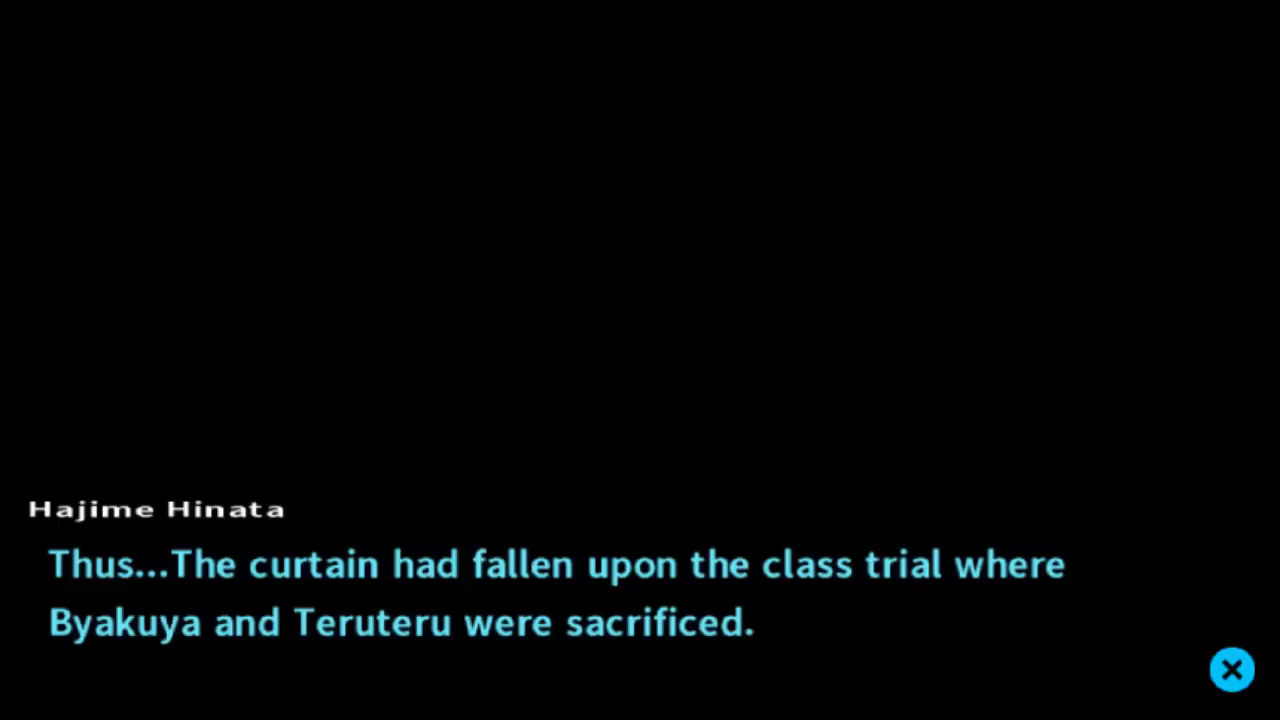 Hajime Hinata
Thus...The curtain had fallen upon the class trial where
Byakuya and Teruteru were sacrificed.